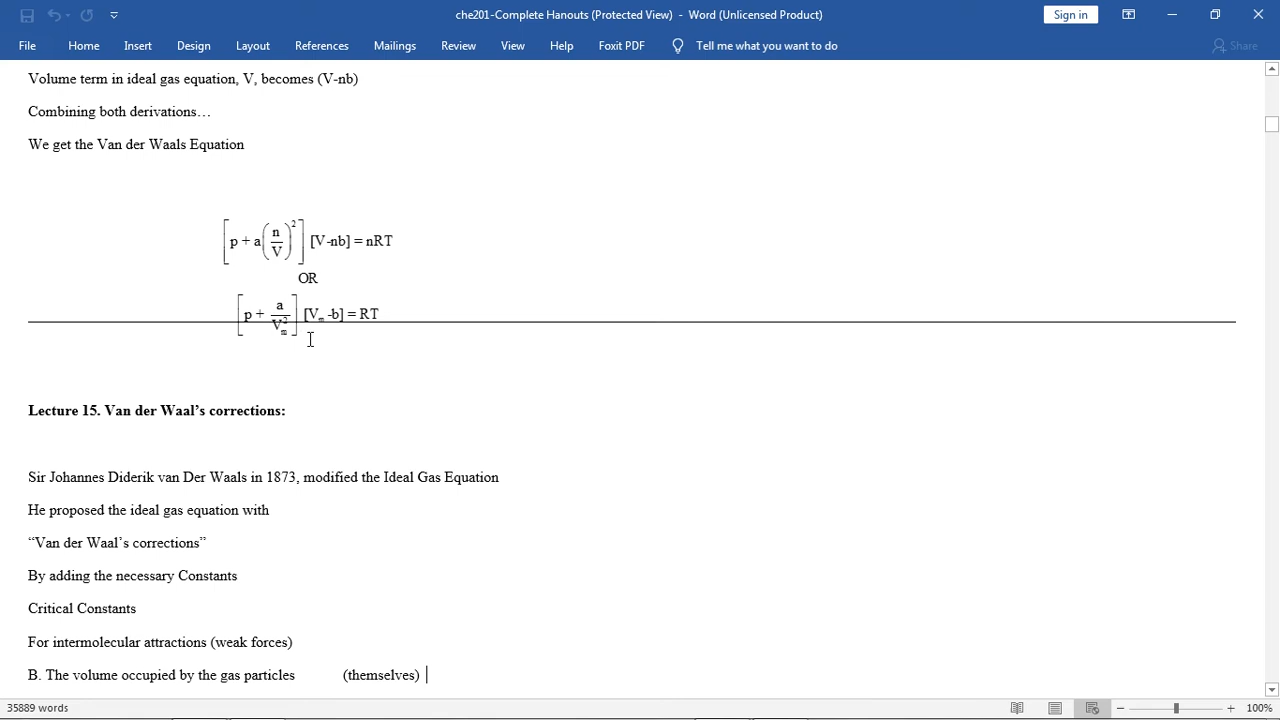 che201-Complete Hanouts (Protected View) - Word (Unlicensed Product)
Sign in
File Home Insert Design Layout References Mailings Review View Help Foxit PDF Tell me what you want to do Share
Volume term in ideal gas equation, V, becomes (V-nb)
Combining both derivations…
We get the Van der Waals Equation
[p + a(n/V)²] [V-nb] = nRT
OR
[p + a/V²ₘ] [Vₘ -b] = RT
Lecture 15. Van der Waal’s corrections:
Sir Johannes Diderik van Der Waals in 1873, modified the Ideal Gas Equation
He proposed the ideal gas equation with
“Van der Waal’s corrections”
By adding the necessary Constants
Critical Constants
For intermolecular attractions (weak forces)
B. The volume occupied by the gas particles (themselves)
35889 words
100%